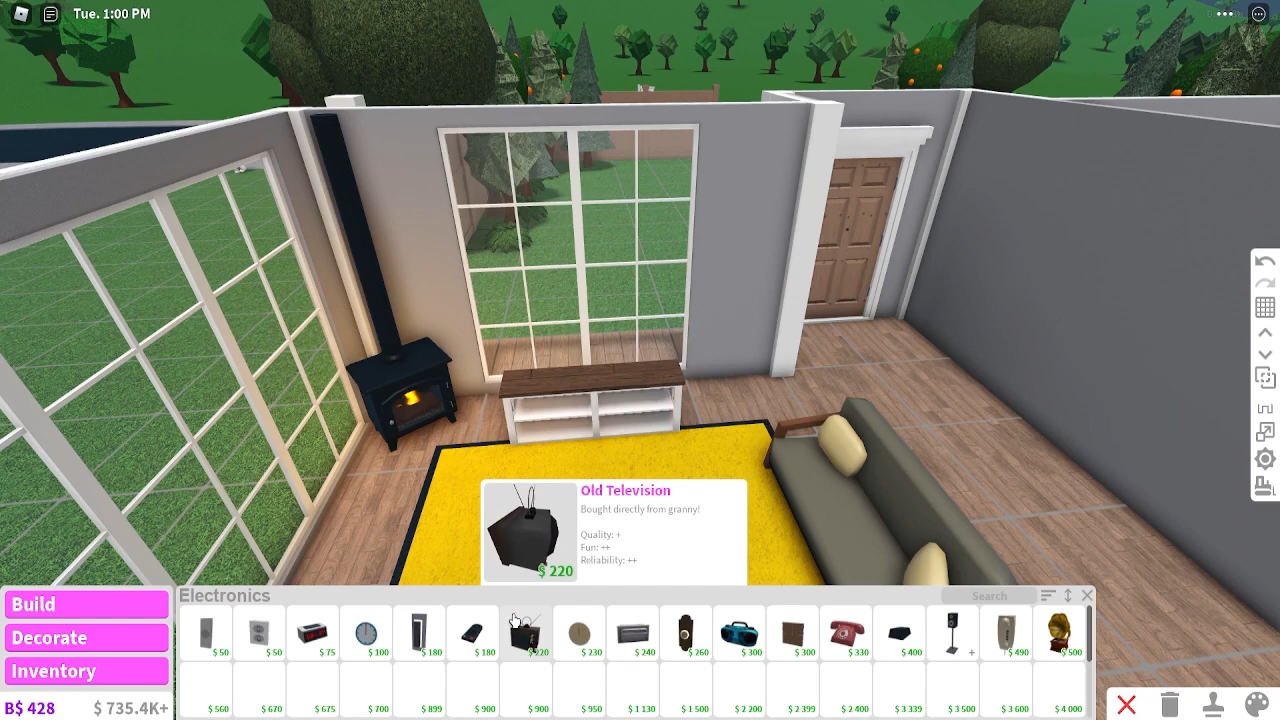 Tue. 1:00 PM
Old Television
Bought directly from granny!
Quality: +
Fun: ++
Reliability: ++
$ 220
Build
Decorate
Inventory
B$ 428 $ 735.4K+
Electronics
Search
$ 50 $ 50 $ 75 $ 100 $ 180 $ 180 $ 220 $ 230 $ 240 $ 260 $ 300 $ 300 $ 330 $ 400 + $ 490 $ 500
$ 560 $ 670 $ 675 $ 700 $ 899 $ 900 $ 900 $ 950 $ 1 130 $ 1 500 $ 2 200 $ 2 399 $ 2 400 $ 3 339 $ 3 500 $ 3 600 $ 4 000